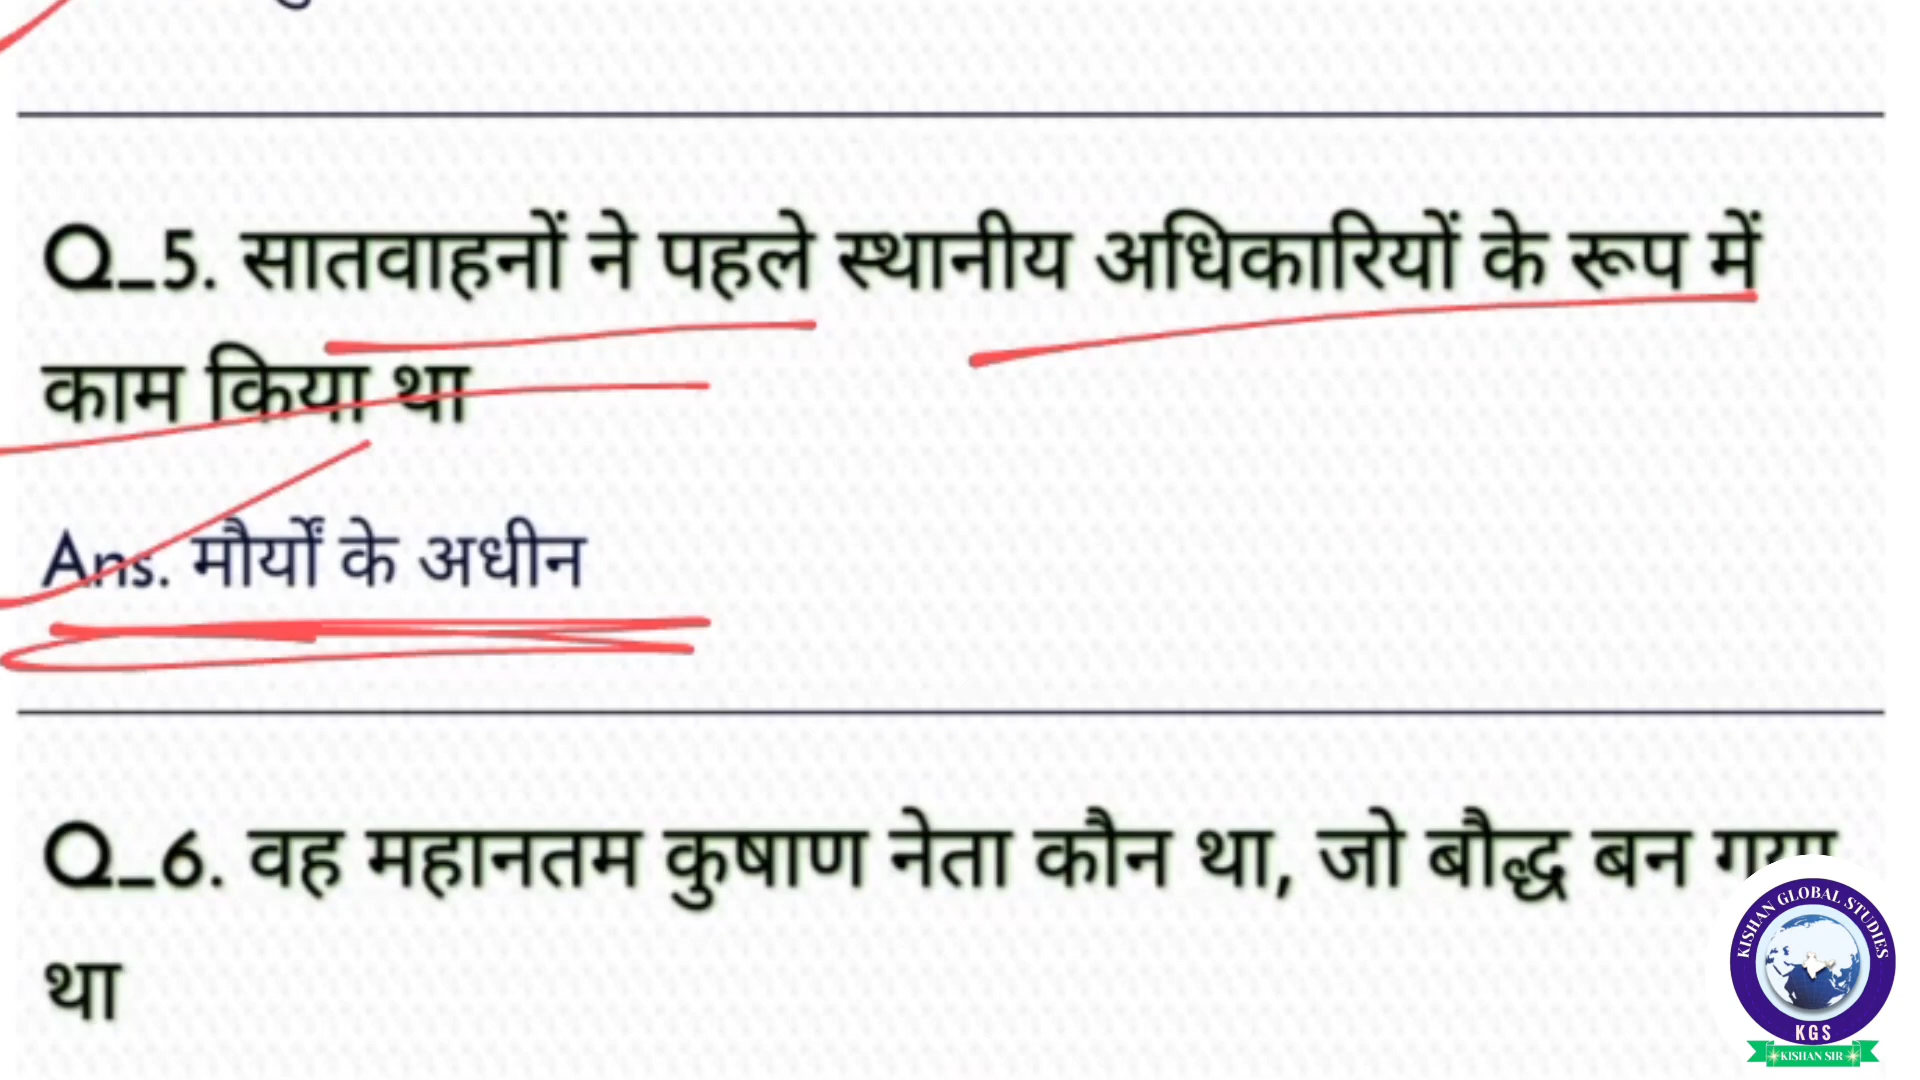 Q_5. सातवाहनों ने पहले स्थानीय अधिकारियों के रूप में
काम किया था
Ans. मौर्यों के अधीन
Q_6. वह महानतम कुषाण नेता कौन था, जो बौद्ध बन गया
था
KISHAN GLOBAL STUDIES
KGS
KISHAN SIR